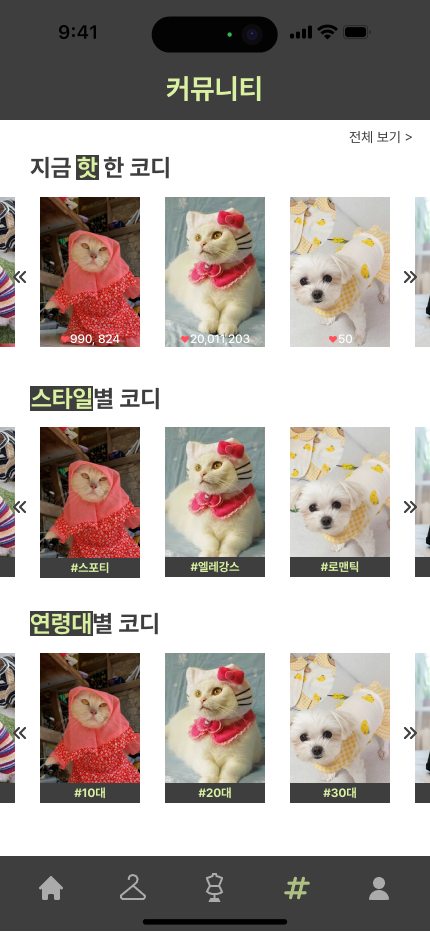 9:41
커뮤니티
전체 보기 >
지금 핫 한 코디
990, 824
20,011,203
50
스타일별 코디
#스포티
#엘레강스
#로맨틱
연령대별 코디
#10대
#20대
#30대